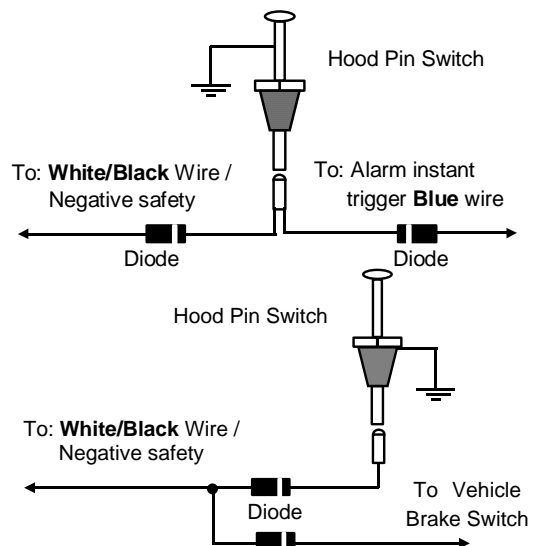 Hood Pin Switch
To: White/Black Wire /
Negative safety
To: Alarm instant
trigger Blue wire
Diode
Diode
Hood Pin Switch
To: White/Black Wire /
Negative safety
Diode
To Vehicle
Brake Switch